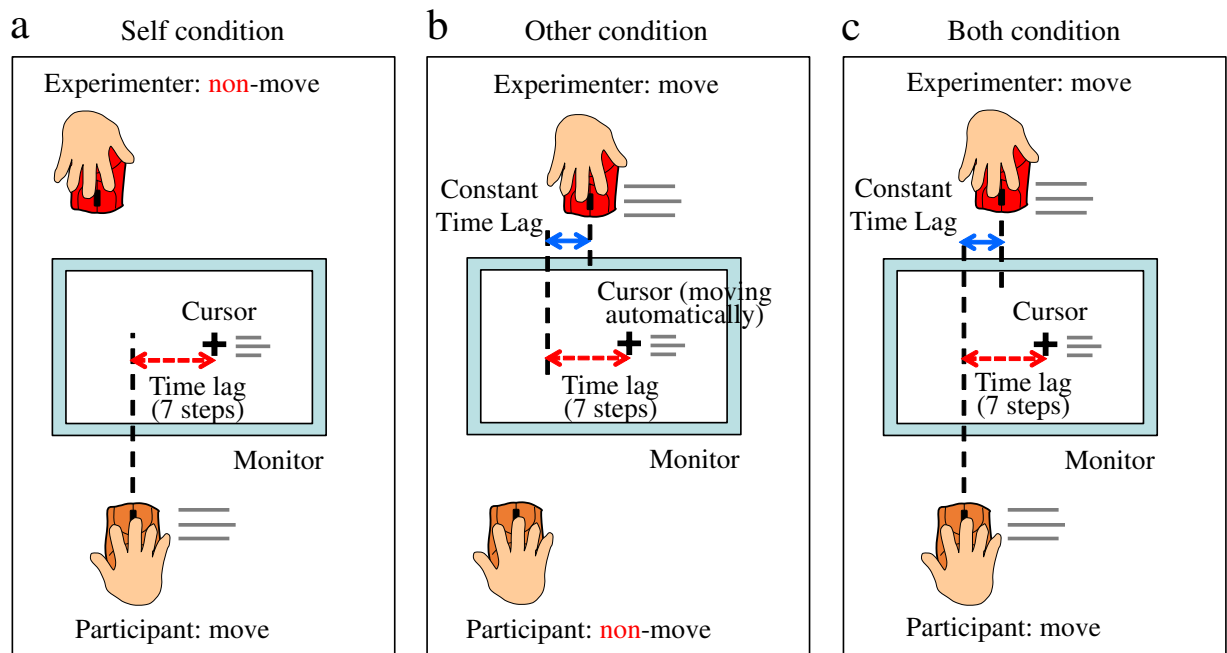 a
Self condition
Experimenter: non-move
Cursor
Time lag
(7 steps)
Monitor
Participant: move
b
Other condition
Experimenter: move
Constant
Time Lag
Cursor (moving
automatically)
Time lag
(7 steps)
Monitor
Participant: non-move
c
Both condition
Experimenter: move
Constant
Time Lag
Cursor
Time lag
(7 steps)
Monitor
Participant: move